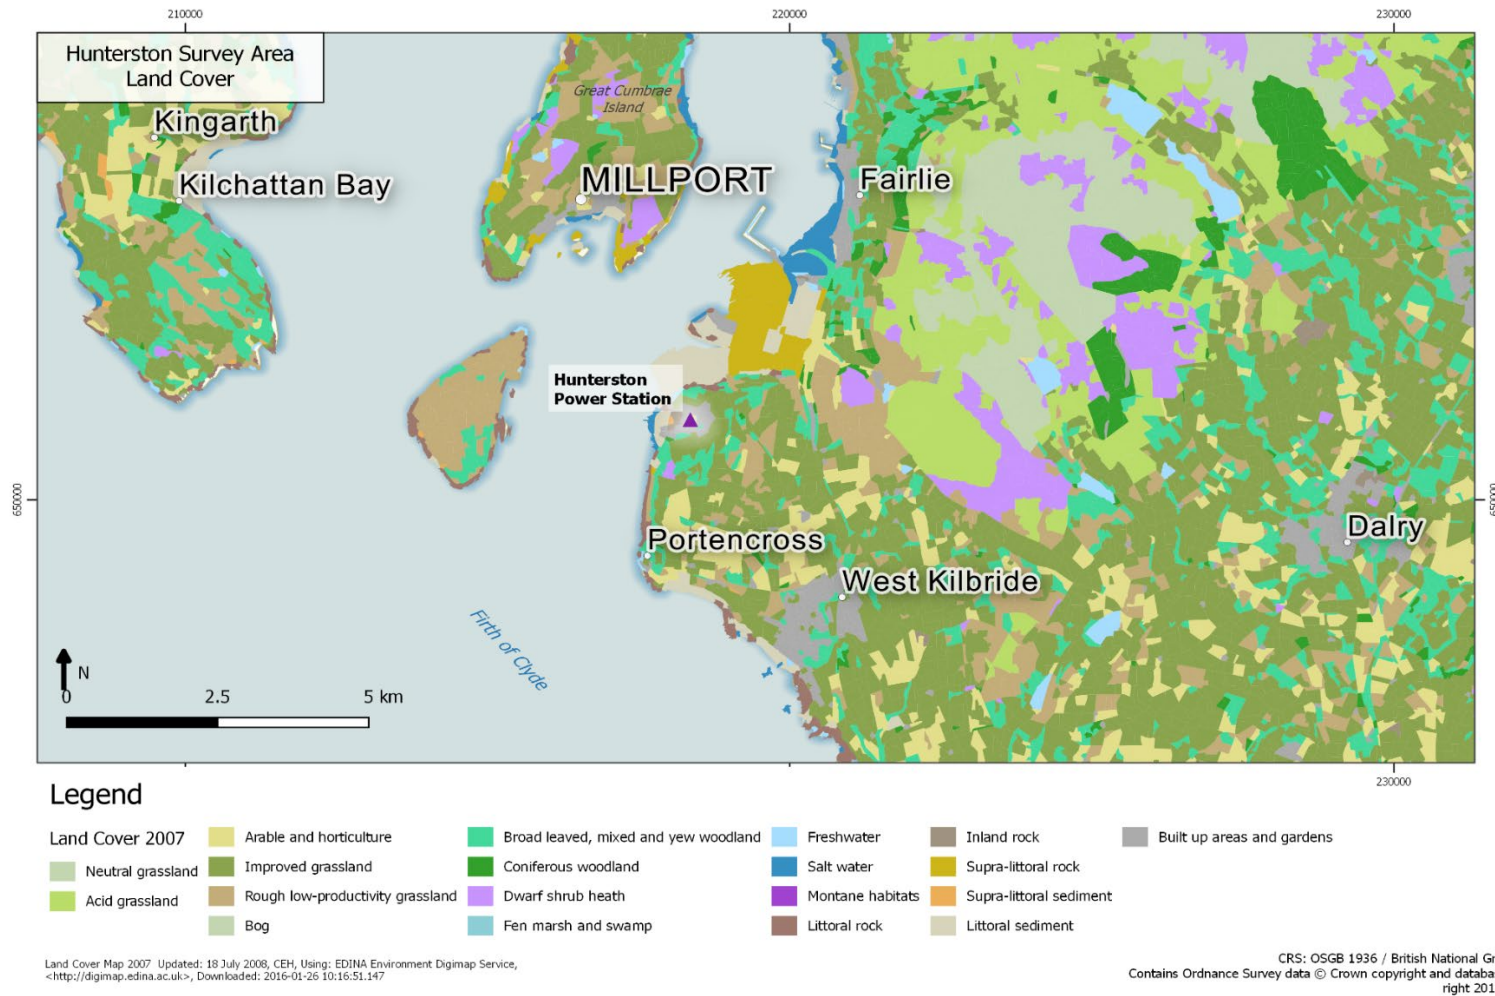 210000
220000
230000
Hunterston Survey Area
Land Cover
Great Cumbrae
Island
Kingarth
Kilchattan Bay
MILLPORT
Fairlie
Hunterston
Power Station
650000
Portencross
Dalry
West Kilbride
Firth of Clyde
N
0 2.5 5 km
230000
Legend
Land Cover 2007
Neutral grassland
Acid grassland
Arable and horticulture
Improved grassland
Rough low-productivity grassland
Bog
Broad leaved, mixed and yew woodland
Coniferous woodland
Dwarf shrub heath
Fen marsh and swamp
Freshwater
Salt water
Montane habitats
Littoral rock
Inland rock
Supra-littoral rock
Supra-littoral sediment
Littoral sediment
Built up areas and gardens
Land Cover Map 2007 Updated: 18 July 2008, CEH, Using: EDINA Environment Digimap Service,
<http://digimap.edina.ac.uk>, Downloaded: 2016-01-26 10:16:51.147
CRS: OSGB 1936 / British National Gr
Contains Ordnance Survey data © Crown copyright and databa
right 201